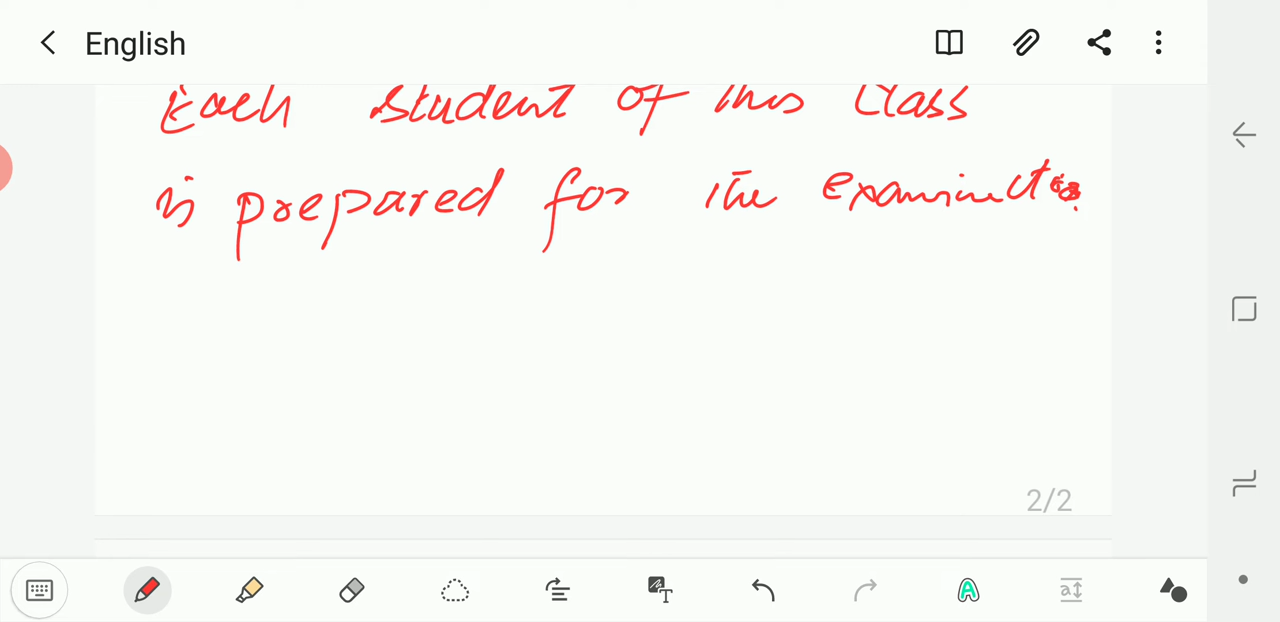 English
Each student of this class
is prepared for the
2/2